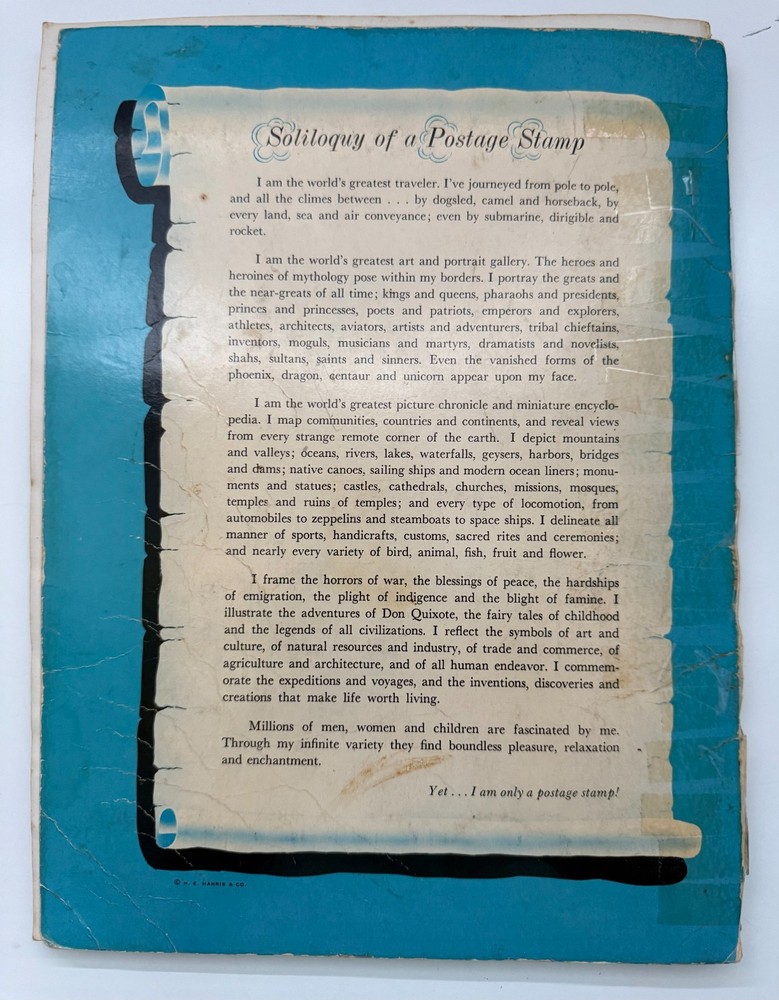 Soliloquy of a Postage Stamp
I am the world's greatest traveler. I've journeyed from pole to pole,
and all the climes between . . . by dogsled, camel and horseback, by
every land, sea and air conveyance; even by submarine, dirigible and
rocket.
I am the world's greatest art and portrait gallery. The heroes and
heroines of mythology pose within my borders. I portray the greats and
the near-greats of all time; kings and queens, pharaohs and presidents,
princes and princesses, poets and patriots, emperors and explorers,
athletes, architects, aviators, artists and adventurers, tribal chieftains,
inventors, moguls, musicians and martyrs, dramatists and novelists,
shahs, sultans, saints and sinners. Even the vanished forms of the
phoenix, dragon, centaur and unicorn appear upon my face.
I am the world's greatest picture chronicle and miniature encyclo-
pedia. I map communities, countries and continents, and reveal views
from every strange remote corner of the earth. I depict mountains
and valleys; oceans, rivers, lakes, waterfalls, geysers, harbors, bridges
and dams; native canoes, sailing ships and modern ocean liners; monu-
ments and statues; castles, cathedrals, churches, missions, mosques,
temples and ruins of temples; and every type of locomotion, from
automobiles to zeppelins and steamboats to space ships. I delineate all
manner of sports, handicrafts, customs, sacred rites and ceremonies;
and nearly every variety of bird, animal, fish, fruit and flower.
I frame the horrors of war, the blessings of peace, the hardships
of emigration, the plight of indigence and the blight of famine. I
illustrate the adventures of Don Quixote, the fairy tales of childhood
and the legends of all civilizations. I reflect the symbols of art and
culture, of natural resources and industry, of trade and commerce, of
agriculture and architecture, and of all human endeavor. I commem-
orate the expeditions and voyages, and the inventions, discoveries and
creations that make life worth living.
Millions of men, women and children are fascinated by me.
Through my infinite variety they find boundless pleasure, relaxation
and enchantment.
Yet . . . I am only a postage stamp!
© H. E. HARRIS & CO.